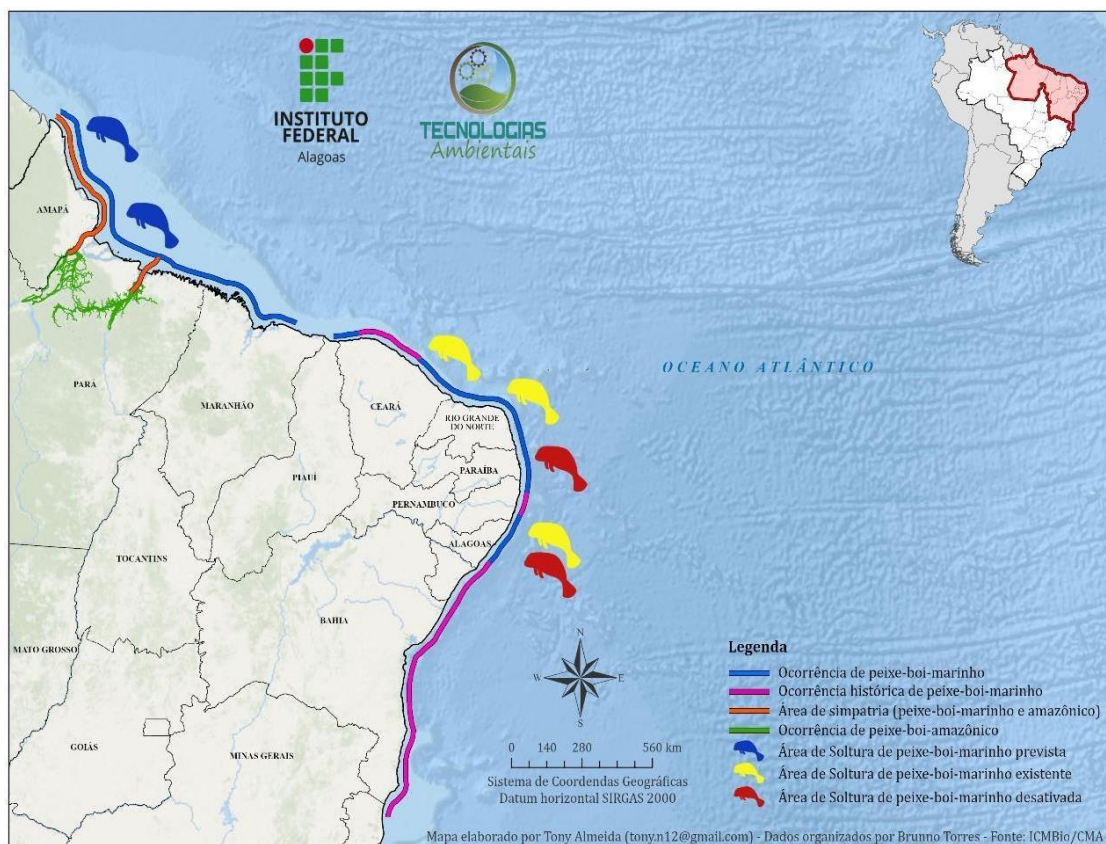 INSTITUTO
FEDERAL
Alagoas
TECNOLOGIAS
Ambientais
AMAPÁ
PARÁ
MARANHÃO
CEARÁ
RIO GRANDE
DO NORTE
PARAÍBA
PIAUÍ
PERNAMBUCO
ALAGOAS
TOCANTINS
BAHIA
MATO GROSSO
GOIÁS
MINAS GERAIS
OCEANO ATLÂNTICO
N
W
E
S
0 140 280 560 km
Sistema de Coordendas Geográficas
Datum horizontal SIRGAS 2000
Legenda
Ocorrência de peixe-boi-marinho
Ocorrência histórica de peixe-boi-marinho
Área de simpatria (peixe-boi-marinho e amazônico)
Ocorrência de peixe-boi-amazônico
Área de Soltura de peixe-boi-marinho prevista
Área de Soltura de peixe-boi-marinho existente
Área de Soltura de peixe-boi-marinho desativada
Mapa elaborado por Tony Almeida (tony.n12@gmail.com) - Dados organizados por Brunno Torres - Fonte: ICMBio/CMA